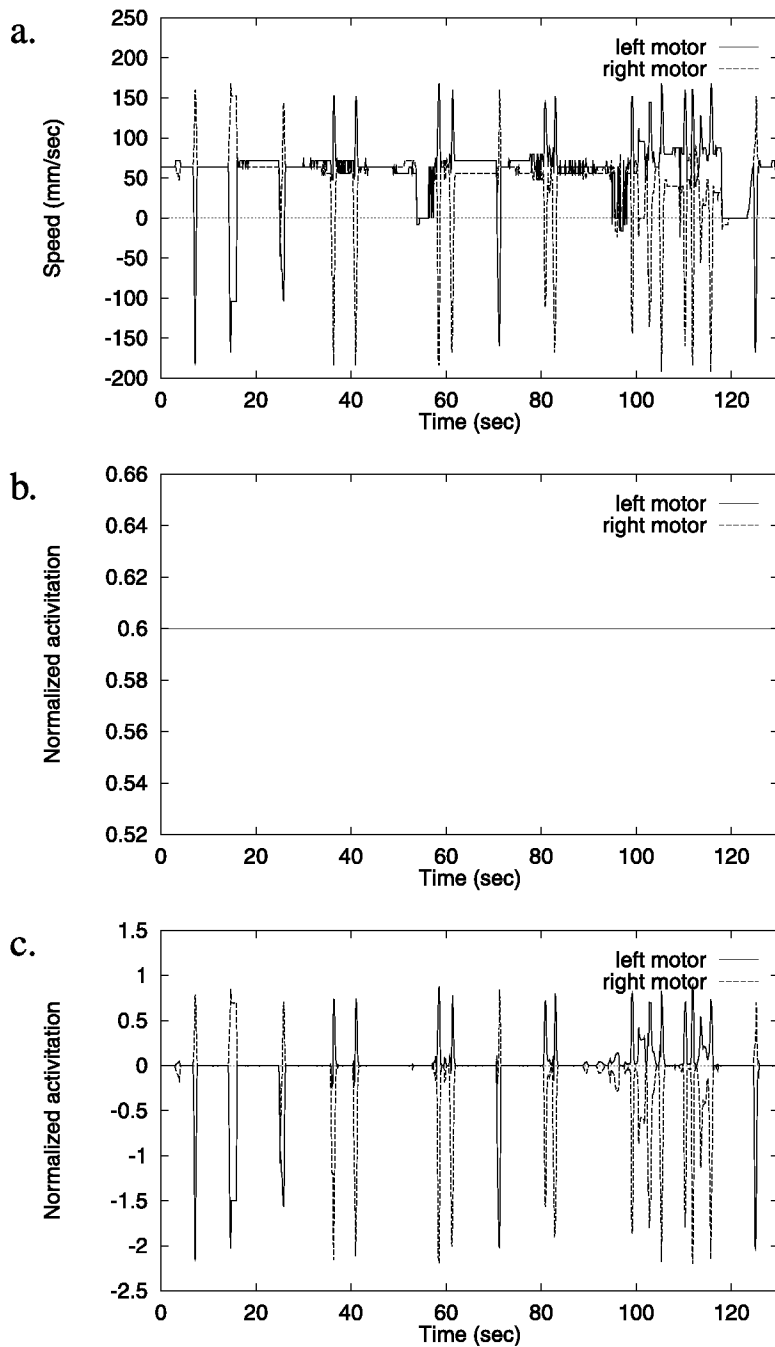 a.
250
200
150
100
50
0
-50
-100
-150
-200
Speed (mm/sec)
left motor
right motor
0 20 40 60 80 100 120
Time (sec)
b.
0.66
0.64
0.62
0.6
0.58
0.56
0.54
0.52
Normalized activitation
left motor
right motor
0 20 40 60 80 100 120
Time (sec)
c.
1.5
1
0.5
0
-0.5
-1
-1.5
-2
-2.5
Normalized activitation
left motor
right motor
0 20 40 60 80 100 120
Time (sec)